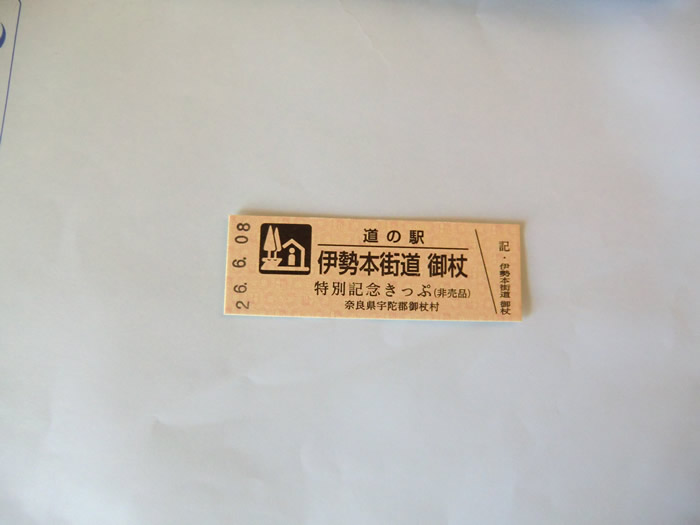 26.6.08
道の駅
伊勢本街道 御杖
特別記念きっぷ(非売品)
奈良県宇陀郡御杖村
記・伊勢本街道 御杖